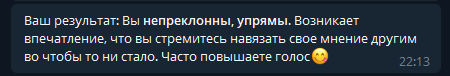 Ваш результат: Вы непреклонны, упрямы. Возникает
впечатление, что вы стремитесь навязать свое мнение другим
во чтобы то ни стало. Часто повышаете голос😋
22:13